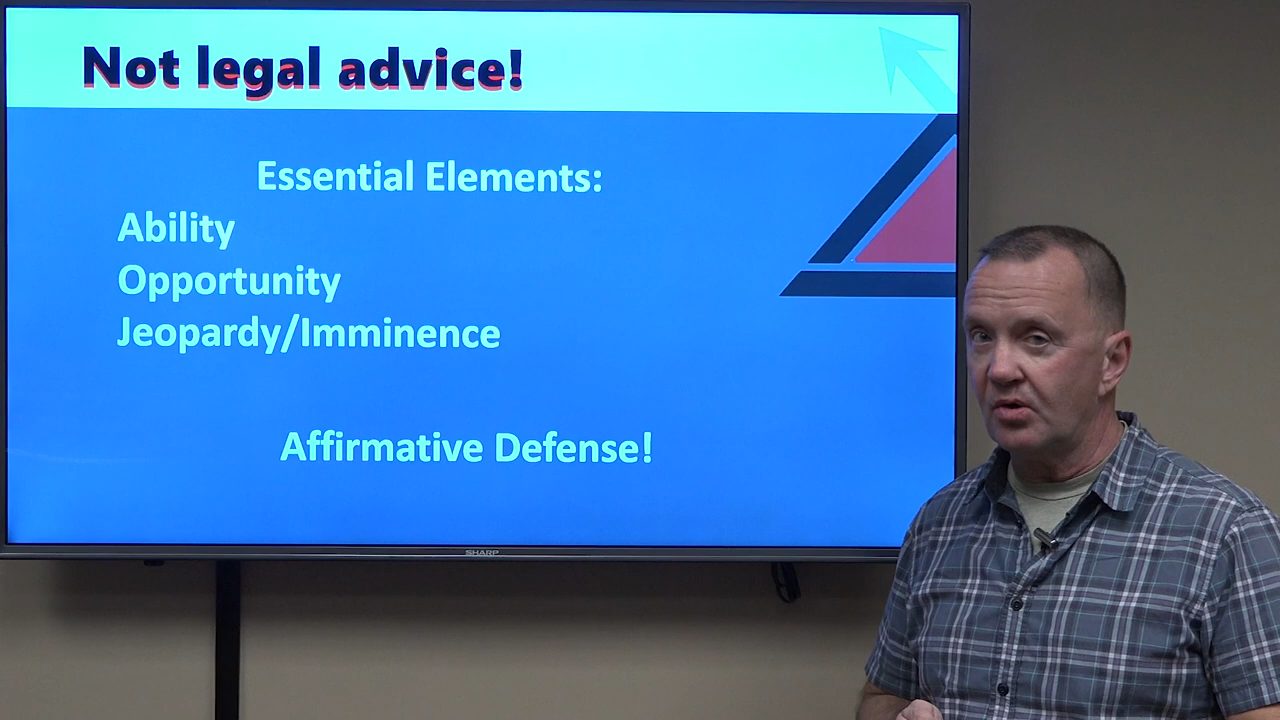 Not legal advice!
Essential Elements:
Ability
Opportunity
Jeopardy/Imminence
Affirmative Defense!
SHARP